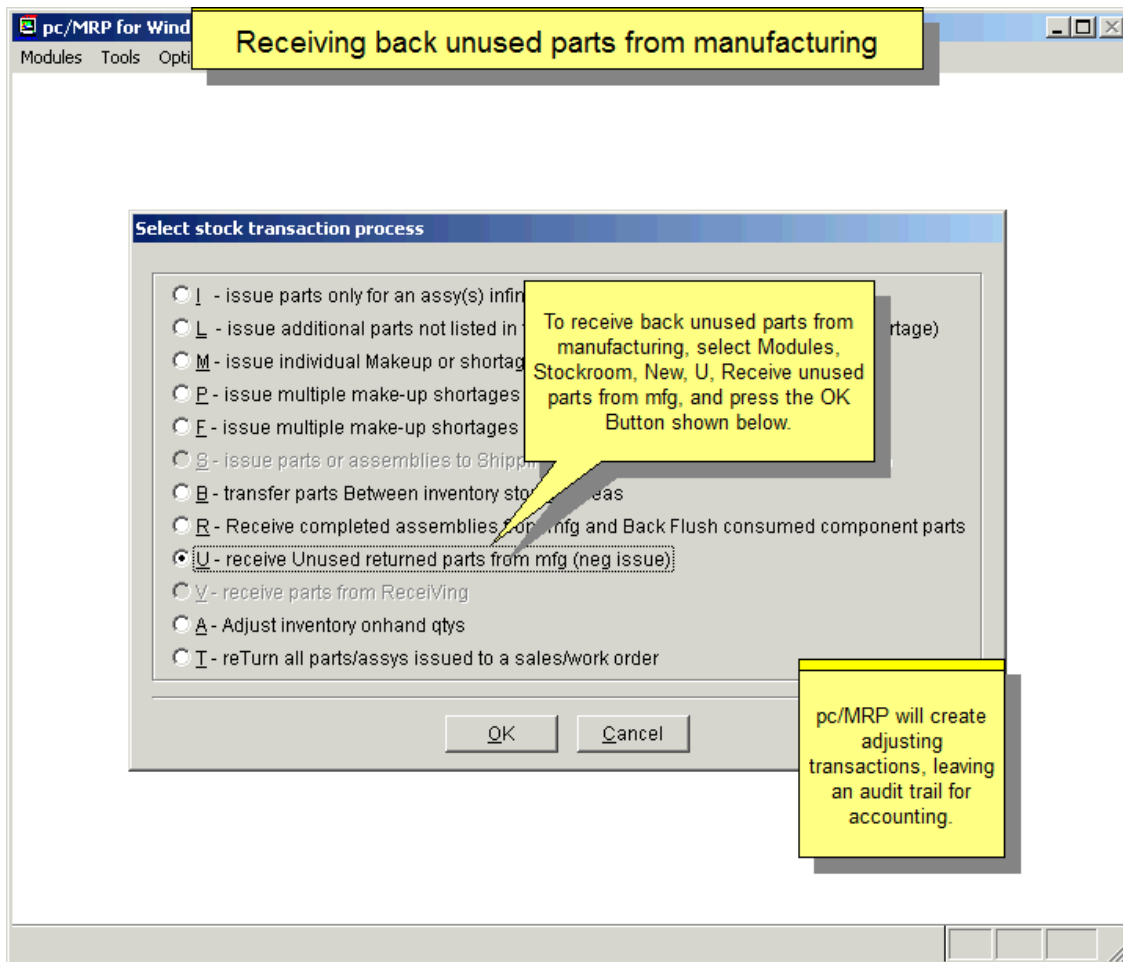 pc/MRP for Wind
Receiving back unused parts from manufacturing
Modules Tools Opti
Select stock transaction process
I - issue parts only for an assy(s) infin
L - issue additional parts not listed in rtage)
M - issue individual Makeup or shortag
P - issue multiple make-up shortages
F - issue multiple make-up shortages
S - issue parts or assemblies to Shippi
B - transfer parts Between inventory sto eas
R - Receive completed assemblies from mfg and Back Flush consumed component parts
U - receive Unused returned parts from mfg (neg issue)
V - receive parts from ReceiVing
A - Adjust inventory onhand qtys
T - reTurn all parts/assys issued to a sales/work order
OK Cancel
To receive back unused parts from
manufacturing, select Modules,
Stockroom, New, U, Receive unused
parts from mfg, and press the OK
Button shown below.
pc/MRP will create
adjusting
transactions, leaving
an audit trail for
accounting.